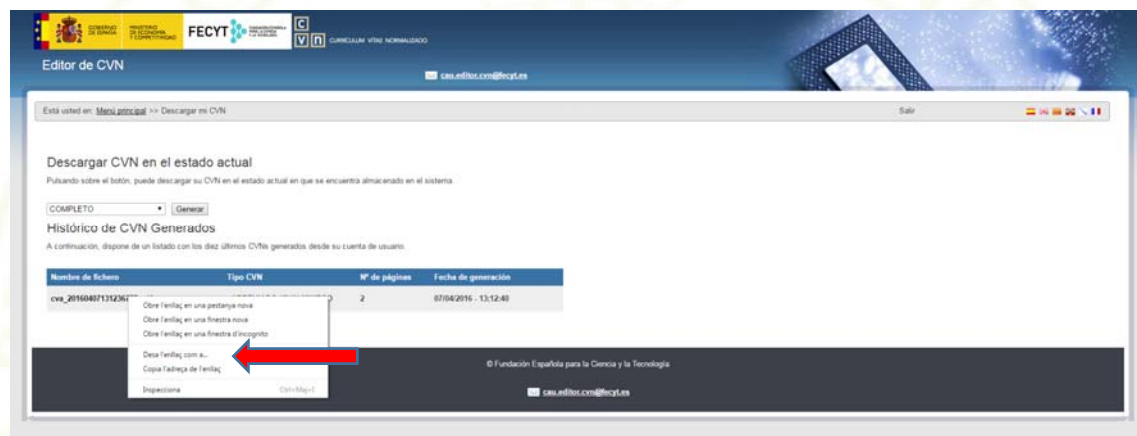 GOBIERNO DE ESPAÑA
MINISTERIO DE ECONOMÍA Y COMPETITIVIDAD
FECYT
C
V n CURRICULUM VITAE NORMALIZADO
Editor de CVN
cau.editor.cvn@fecyt.es
Está usted en: Menú principal >> Descargar mi CVN
Salir
Descargar CVN en el estado actual
Pulsando sobre el botón, puede descargar su CVN en el estado actual en que se encuentra almacenado en el sistema.
COMPLETO Generar
Histórico de CVN Generados
A continuación, dispone de un listado con los diez últimos CVNs generados desde su cuenta de usuario.
Nombre de fichero Tipo CVN Nº de páginas Fecha de generación
2 07/04/2016 - 13:12:40
Obre l'enllaç en una pestanya nova
Obre l'enllaç en una finestra nova
Obre l'enllaç en una finestra d'incògnito
Desa l'enllaç com a...
Copia l'adreça de l'enllaç
Inspecciona Ctrl+Maj+I
© Fundación Española para la Ciencia y la Tecnología
cau.editor.cvn@fecyt.es